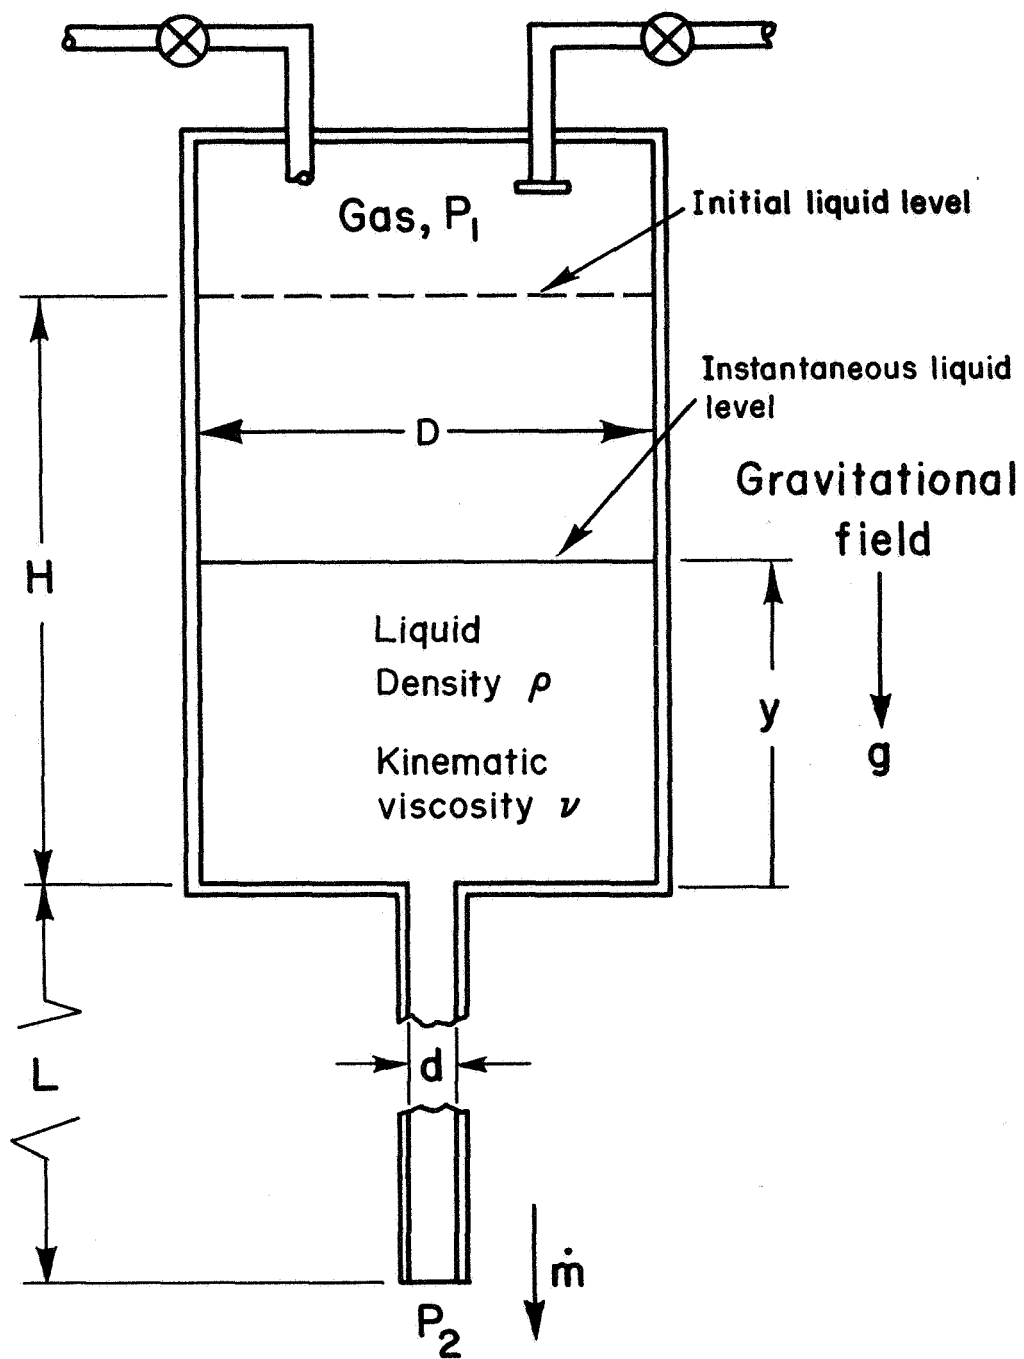 Gas, P₁
Initial liquid level
Instantaneous liquid
level
D
Gravitational
field
H
Liquid
Density ρ
y
g
Kinematic
viscosity ν
d
L
ṁ
P₂